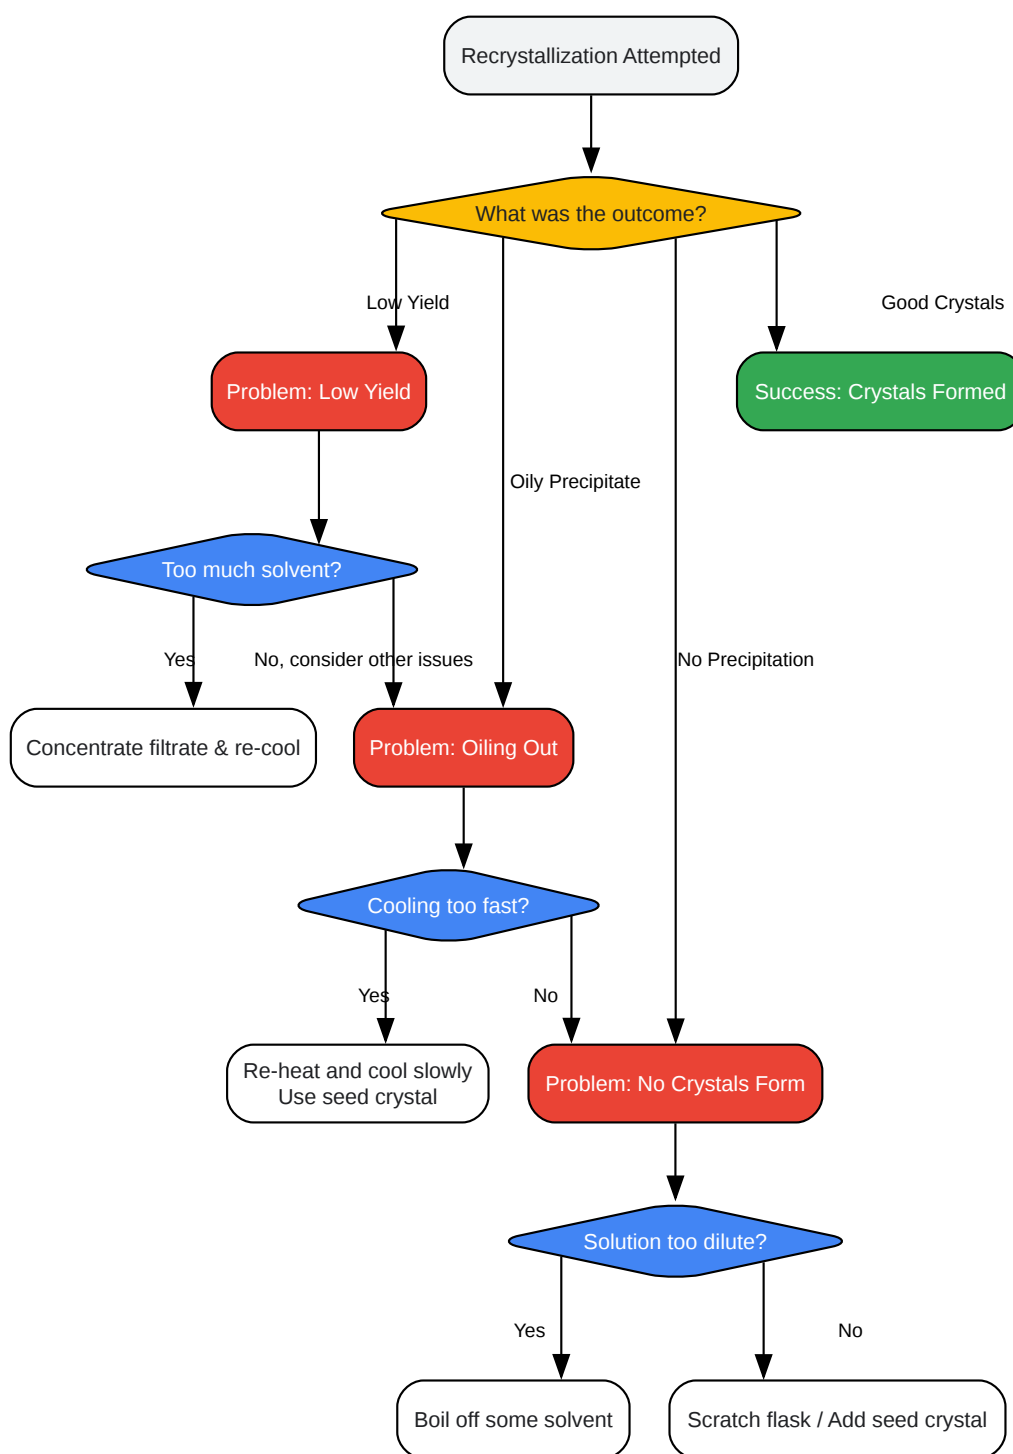 Recrystallization Attempted
What was the outcome?
Low Yield
Good Crystals
Problem: Low Yield
Success: Crystals Formed
Oily Precipitate
Too much solvent?
Yes
No, consider other issues
No Precipitation
Concentrate filtrate & re-cool
Problem: Oiling Out
Cooling too fast?
Yes
No
Re-heat and cool slowly
Use seed crystal
Problem: No Crystals Form
Solution too dilute?
Yes
No
Boil off some solvent
Scratch flask / Add seed crystal